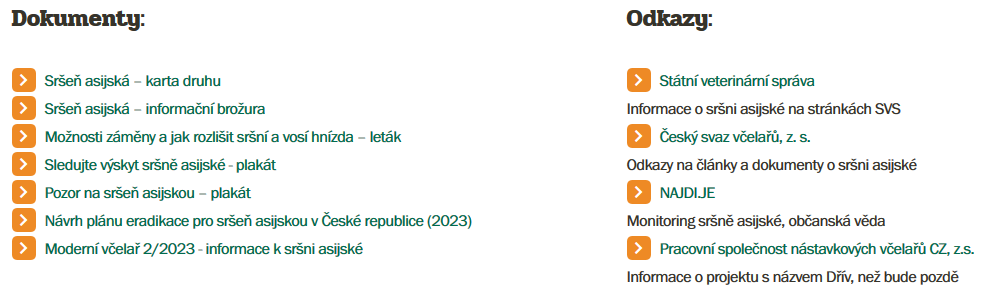 Dokumenty:
Sršeň asijská – karta druhu
Sršeň asijská – informační brožura
Možnosti záměny a jak rozlišit sršní a vosí hnízda – leták
Sledujte výskyt sršně asijské - plakát
Pozor na sršeň asijskou – plakát
Návrh plánu eradikace pro sršeň asijskou v České republice (2023)
Moderní včelař 2/2023 - informace k sršni asijské
Odkazy:
Státní veterinární správa
Informace o sršni asijské na stránkách SVS
Český svaz včelařů, z. s.
Odkazy na články a dokumenty o sršni asijské
NAJDIJE
Monitoring sršně asijské, občanská věda
Pracovní společnost nástavkových včelařů CZ, z.s.
Informace o projektu s názvem Dřív, než bude pozdě